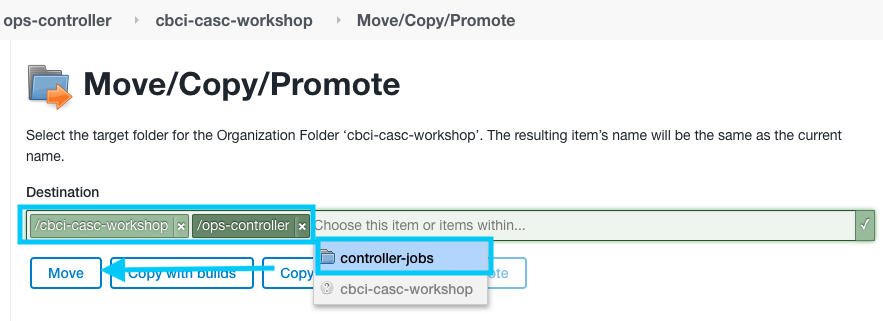 ops-controller › cbci-casc-workshop › Move/Copy/Promote
Move/Copy/Promote
Select the target folder for the Organization Folder ‘cbci-casc-workshop’. The resulting item’s name will be the same as the current
name.
Destination
/cbci-casc-workshop × /ops-controller × Choose this item or items within... ✓
controller-jobs
Move Copy with builds Copy
cbci-casc-workshop